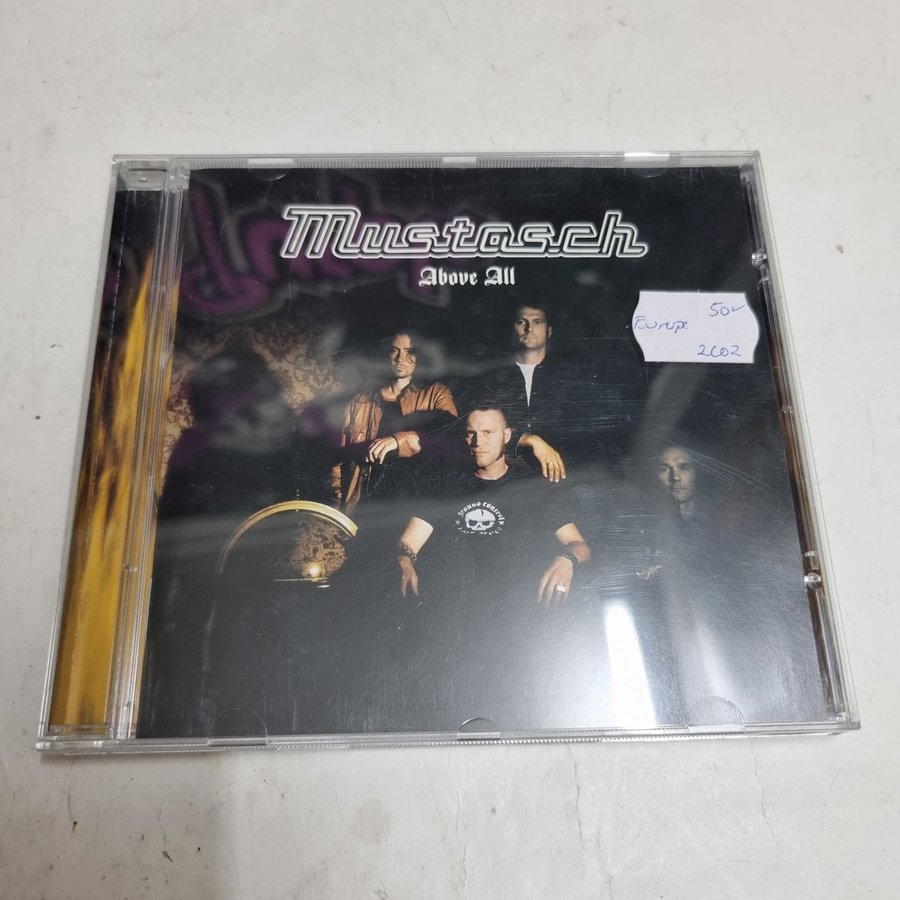 Mustasch
Above All
50:-
Europe
2002